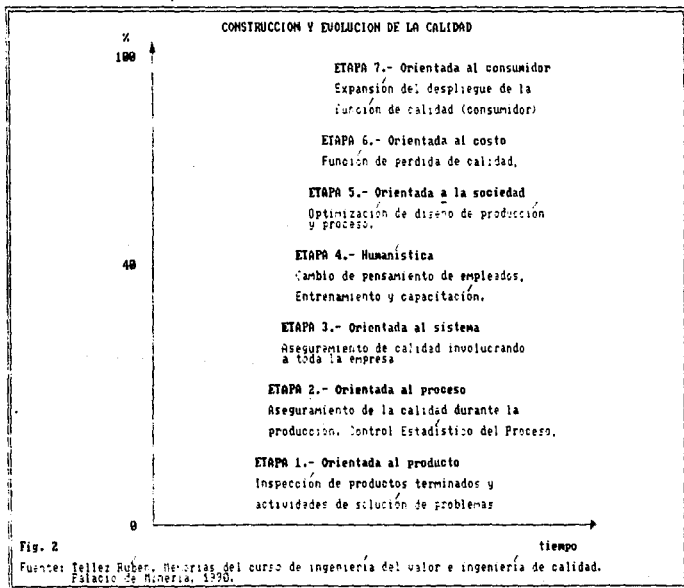 CONSTRUCCION Y EVOLUCION DE LA CALIDAD
%
100
ETAPA 7.- Orientada al consumidor
Expansión del despliegue de la
función de calidad (consumidor)
ETAPA 6.- Orientada al costo
Función de perdida de calidad,
ETAPA 5.- Orientada a la sociedad
Optimización de diseño de producción
y proceso.
40
ETAPA 4.- Humanística
Cambio de pensamiento de empleados,
Entrenamiento y capacitación.
ETAPA 3.- Orientada al sistema
Aseguramiento de calidad involucrando
a toda la empresa
ETAPA 2.- Orientada al proceso
Aseguramiento de la calidad durante la
producción. Control Estadístico del Proceso,
ETAPA 1.- Orientada al producto
Inspección de productos terminados y
actividades de solución de problemas
0
tiempo
Fig. 2
Fuente: Tellez Rubén. Memorias del curso de ingeniería del valor e ingeniería de calidad.
Palacio de Minería. 1990.